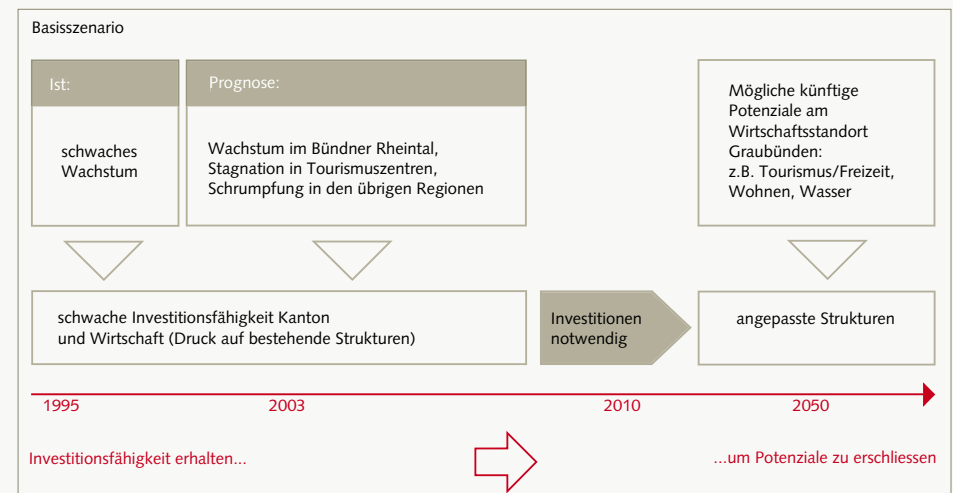 Basisszenario
Ist:
schwaches
Wachstum
Prognose:
Wachstum im Bündner Rheintal,
Stagnation in Tourismuszentren,
Schrumpfung in den übrigen Regionen
Mögliche künftige
Potenziale am
Wirtschaftsstandort
Graubünden:
z.B. Tourismus/Freizeit,
Wohnen, Wasser
schwache Investitionsfähigkeit Kanton
und Wirtschaft (Druck auf bestehende Strukturen)
Investitionen
notwendig
angepasste Strukturen
1995 2003 2010 2050
Investitionsfähigkeit erhalten... ...um Potenziale zu erschliessen